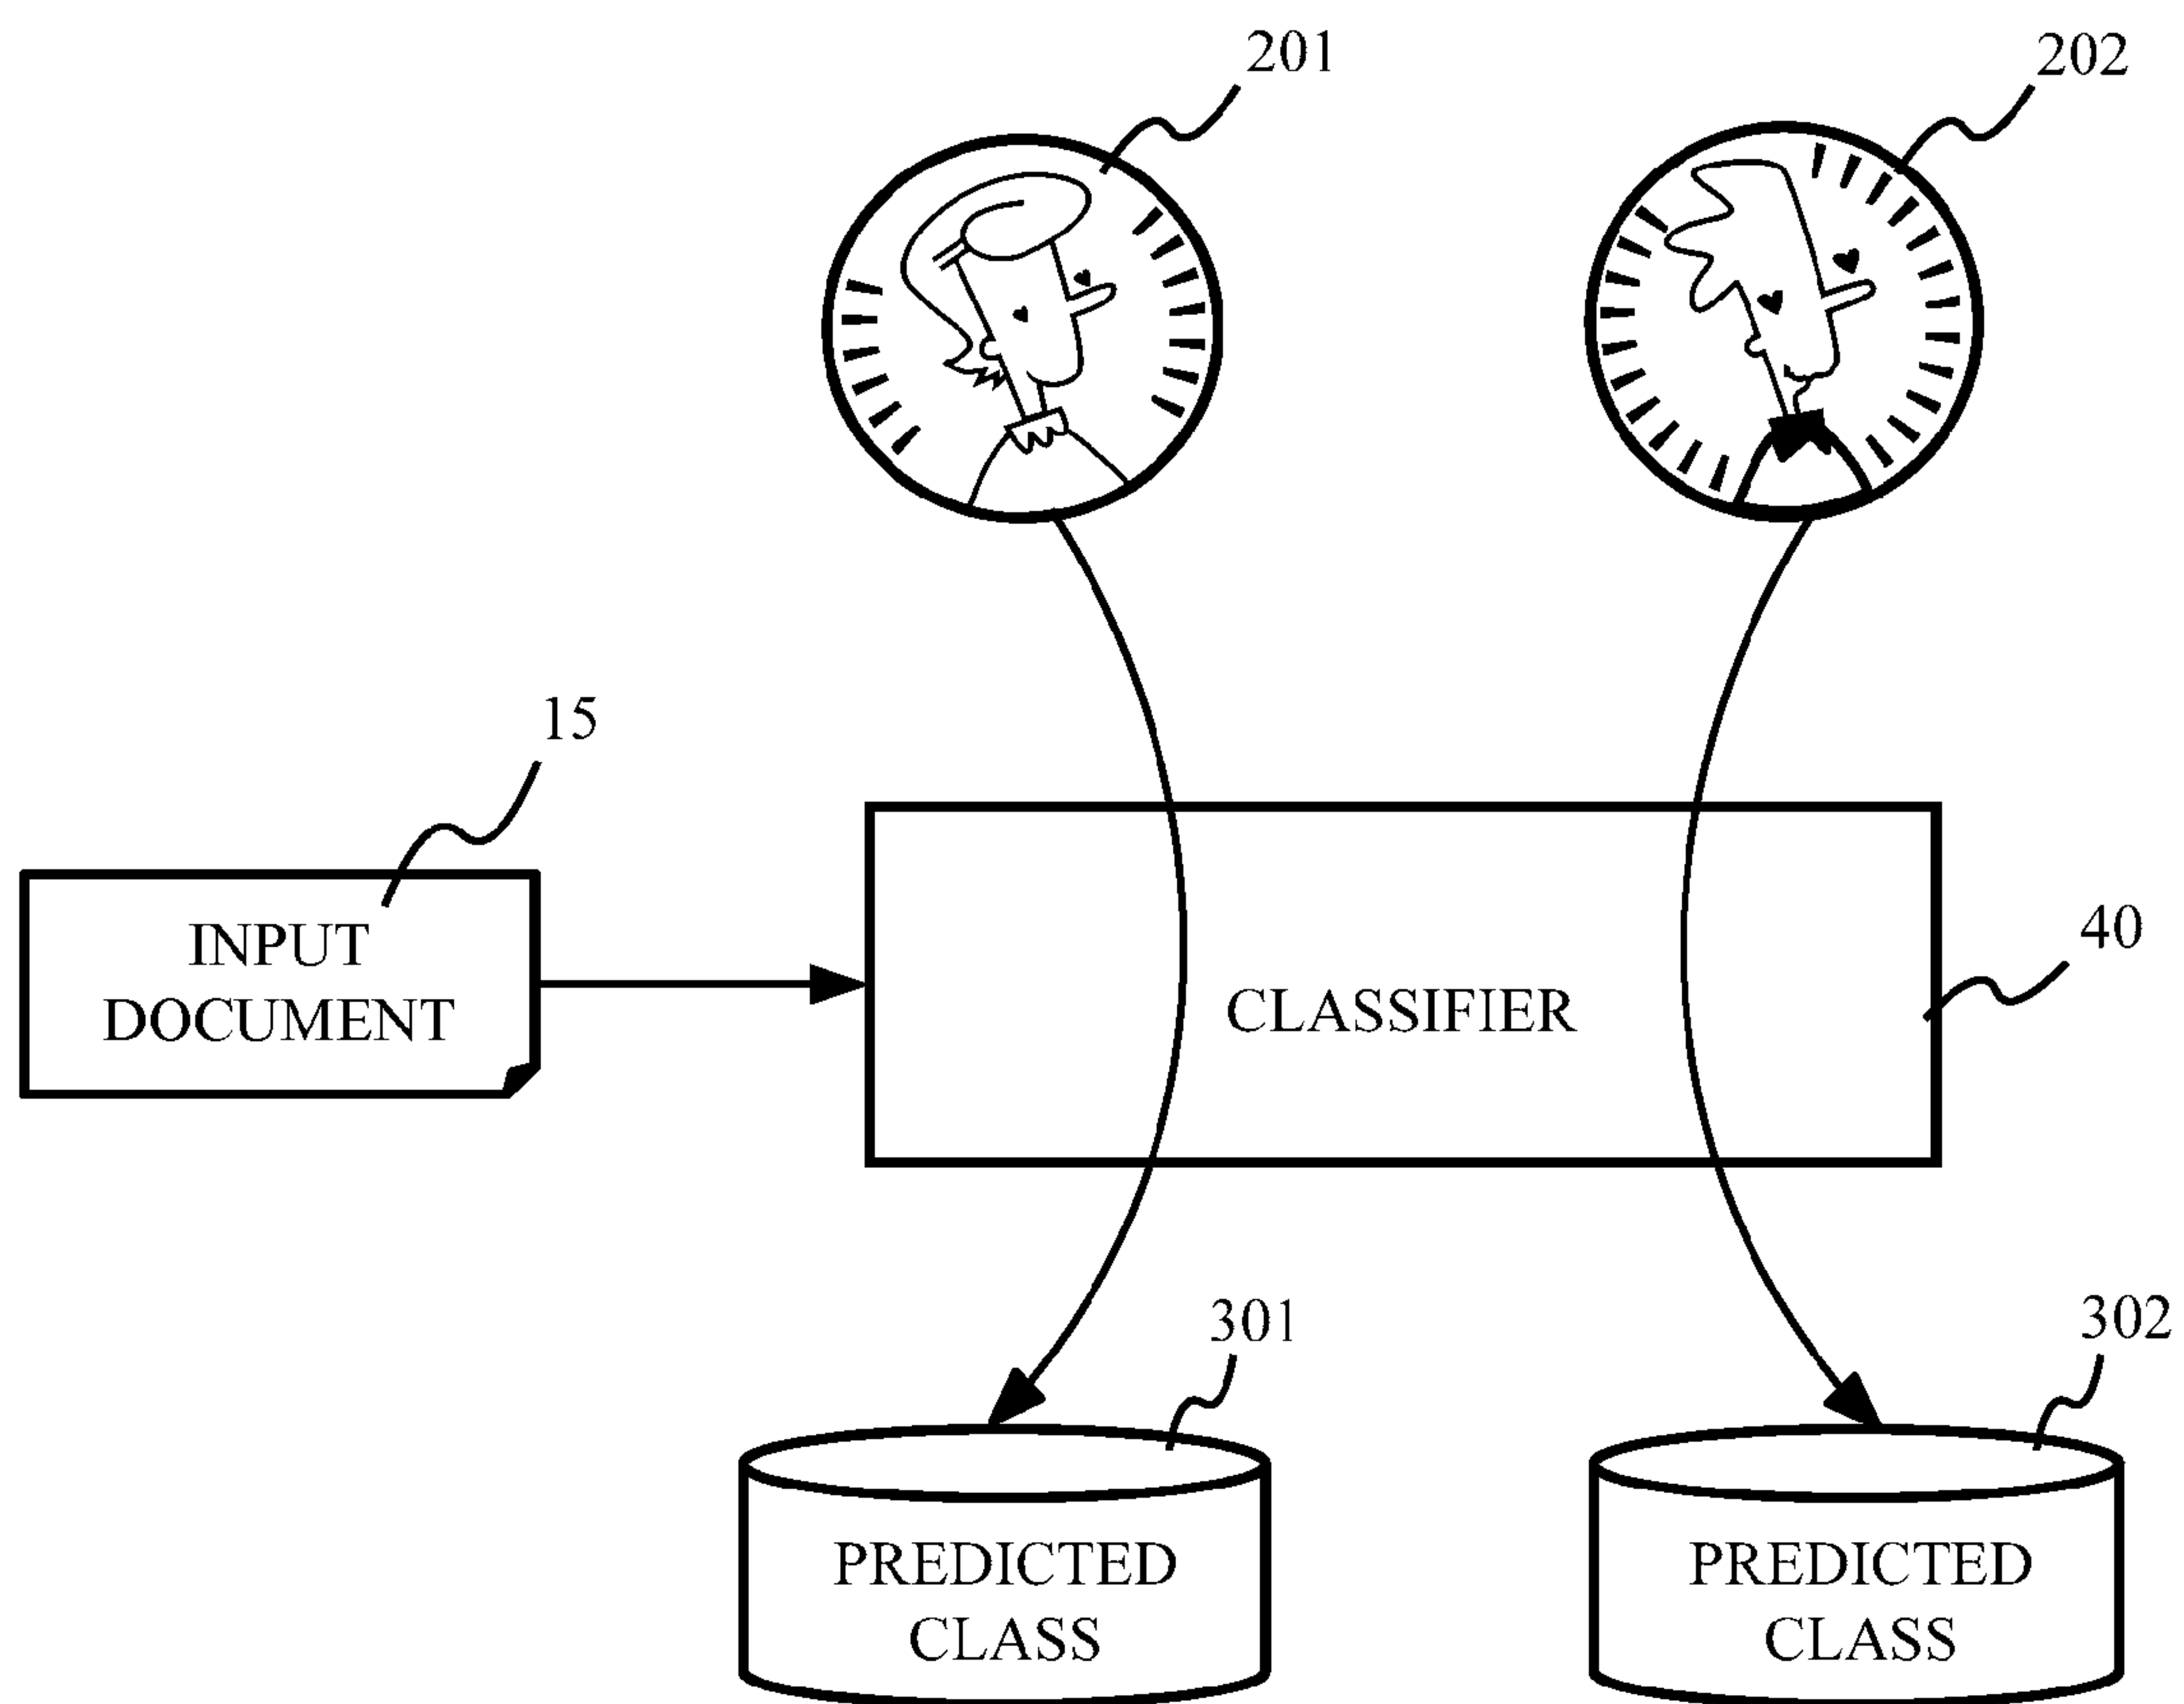 201
202
15
INPUT
DOCUMENT
CLASSIFIER
40
301
302
PREDICTED
CLASS
PREDICTED
CLASS